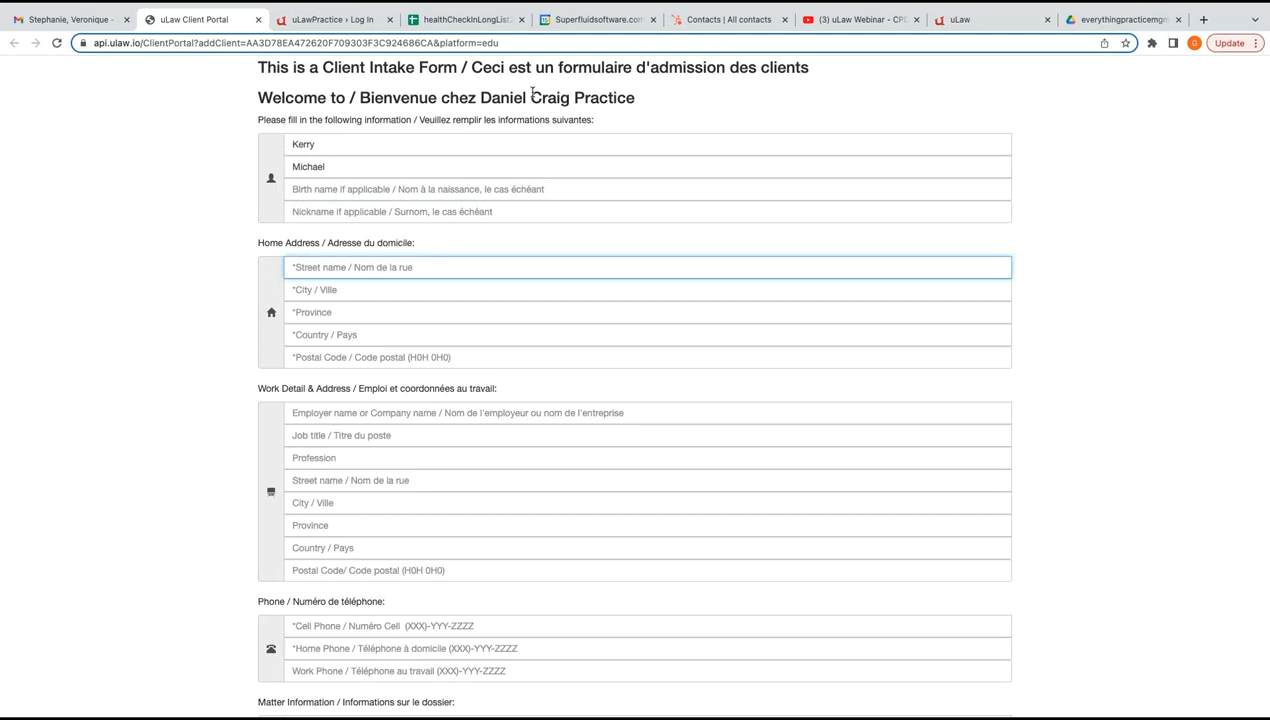 Stephanie, Veronique -
uLaw Client Portal
uLawPractice › Log In
healthCheckInLongList
Superfluidsoftware.com
Contacts | All contacts
(3) uLaw Webinar - CP
uLaw
everythingpracticemgm
api.ulaw.io/ClientPortal?addClient=AA3D78EA472620F709303F3C924686CA&platform=edu
G
Update
This is a Client Intake Form / Ceci est un formulaire d'admission des clients
Welcome to / Bienvenue chez Daniel Craig Practice
Please fill in the following information / Veuillez remplir les informations suivantes:
Kerry
Michael
Birth name if applicable / Nom à la naissance, le cas échéant
Nickname if applicable / Surnom, le cas échéant
Home Address / Adresse du domicile:
*Street name / Nom de la rue
*City / Ville
*Province
*Country / Pays
*Postal Code / Code postal (H0H 0H0)
Work Detail & Address / Emploi et coordonnées au travail:
Employer name or Company name / Nom de l'employeur ou nom de l'entreprise
Job title / Titre du poste
Profession
Street name / Nom de la rue
City / Ville
Province
Country / Pays
Postal Code/ Code postal (H0H 0H0)
Phone / Numéro de téléphone:
*Cell Phone / Numéro Cell (XXX)-YYY-ZZZZ
*Home Phone / Téléphone à domicile (XXX)-YYY-ZZZZ
Work Phone / Téléphone au travail (XXX)-YYY-ZZZZ
Matter Information / Informations sur le dossier: